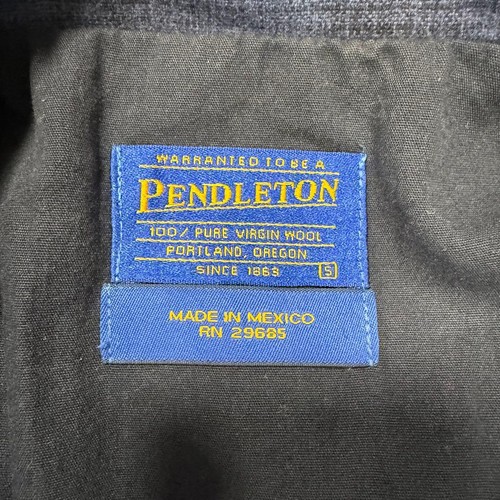 WARRANTED TO BE A
PENDLETON
100% PURE VIRGIN WOOL
PORTLAND, OREGON
SINCE 1863 S
MADE IN MEXICO
RN 29685